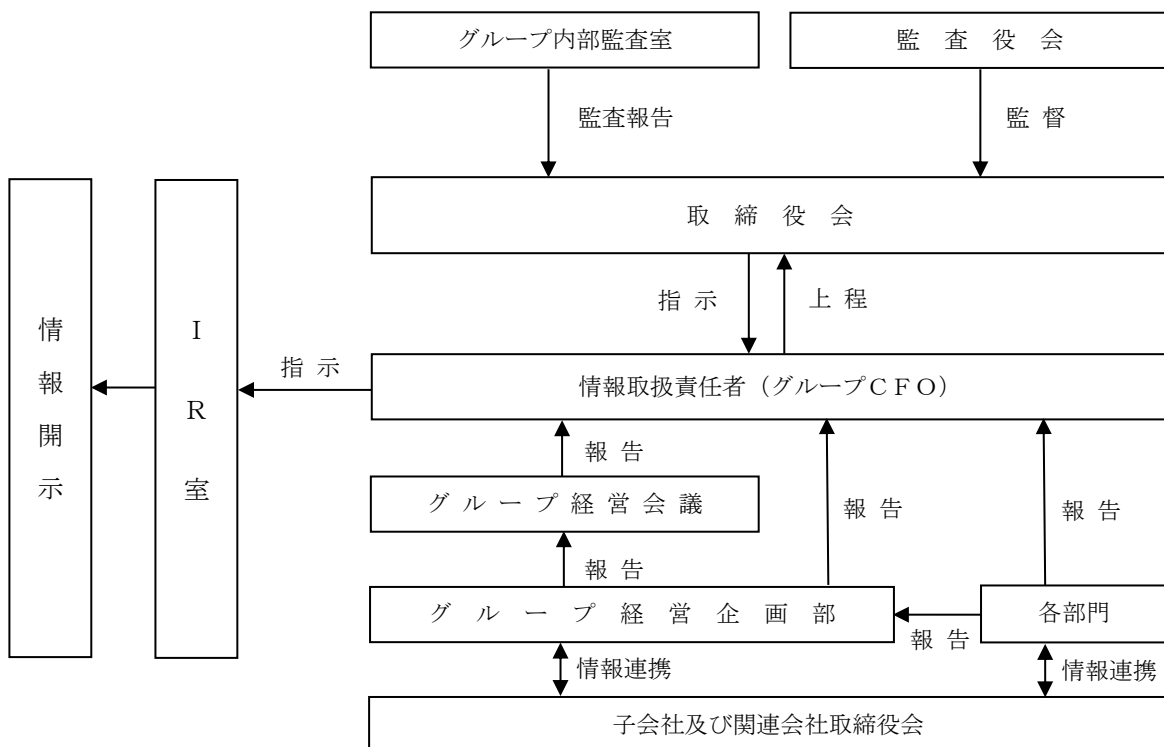 グループ内部監査室
監査役会
監査報告
監督
取締役会
指示
上程
情報取扱責任者（グループＣＦＯ）
指示
ＩＲ室
情報開示
報告
グループ経営会議
報告
報告
報告
グループ経営企画部
報告
各部門
情報連携
情報連携
子会社及び関連会社取締役会